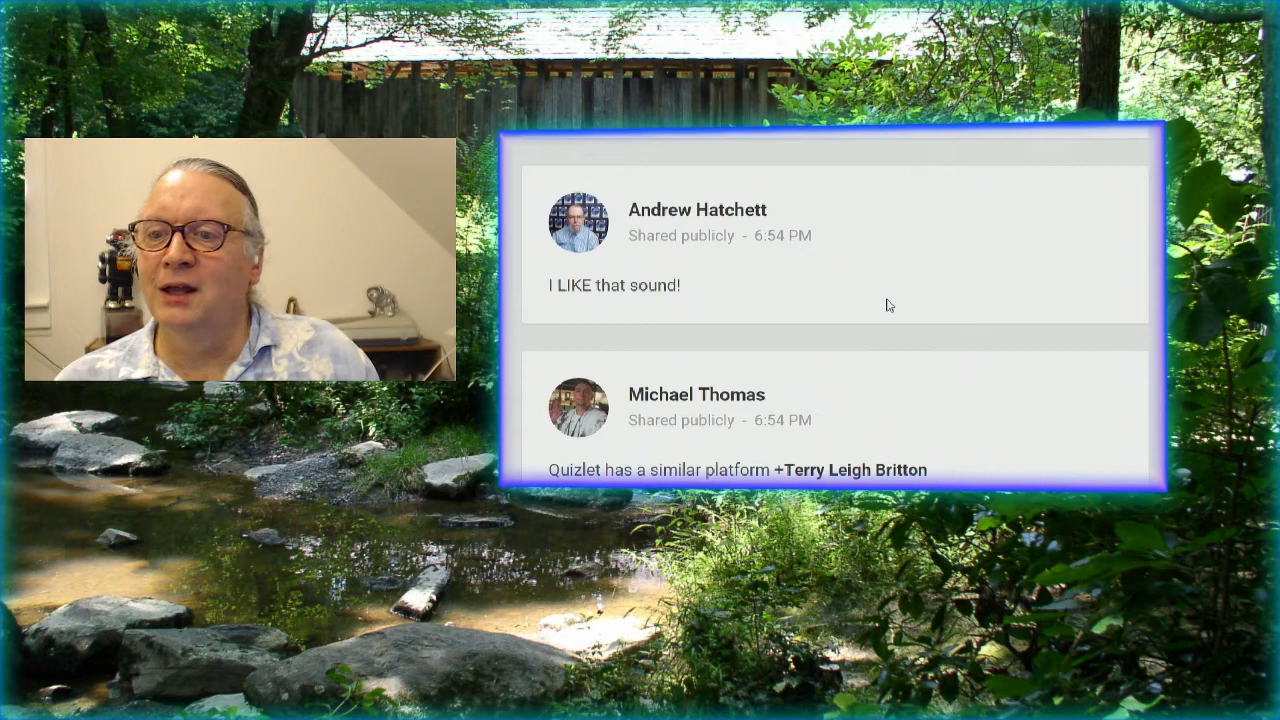 Andrew Hatchett
Shared publicly - 6:54 PM
I LIKE that sound!
Michael Thomas
Shared publicly - 6:54 PM
Quizlet has a similar platform +Terry Leigh Britton